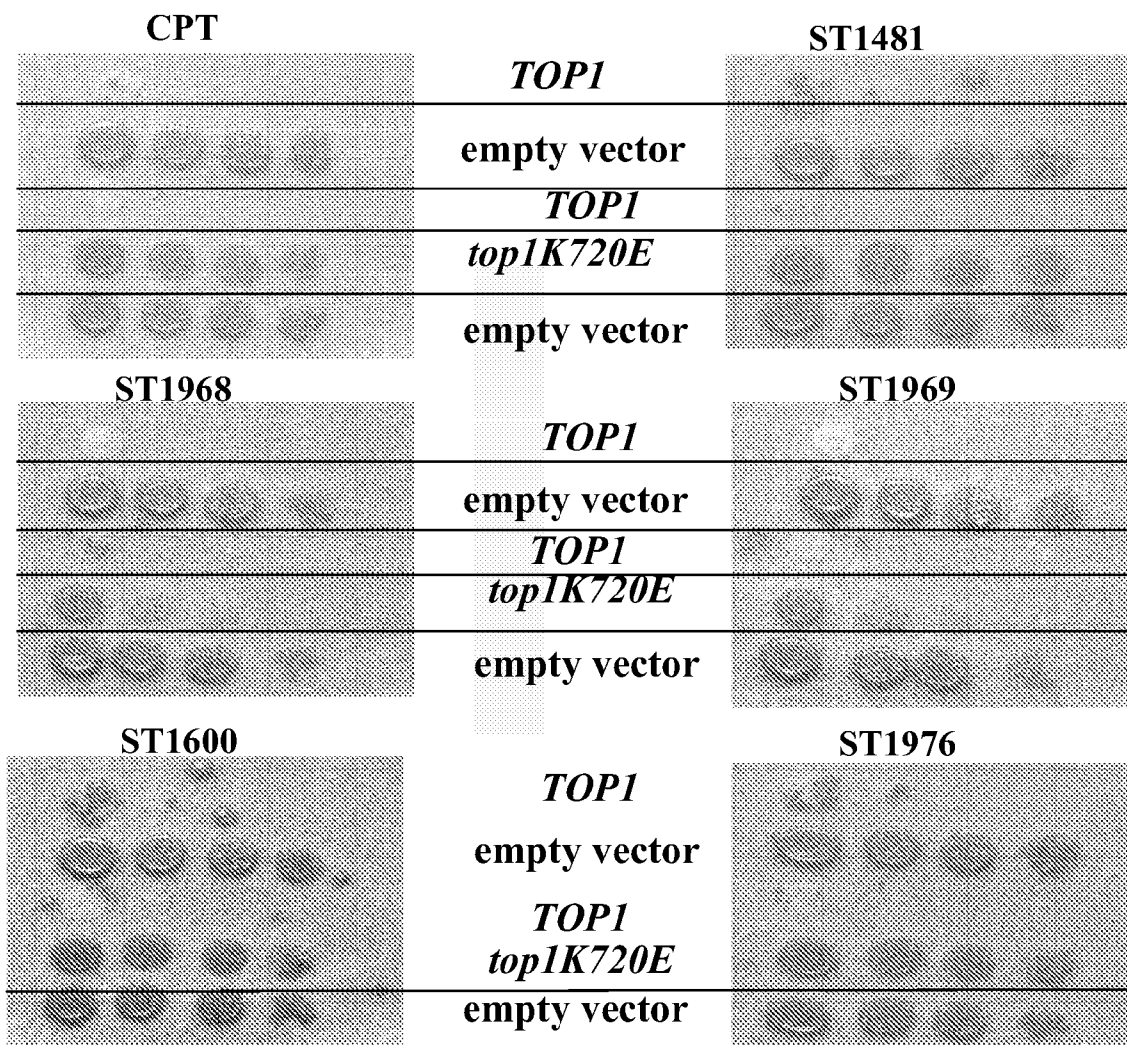 CPT
ST1481
TOP1
empty vector
TOP1
top1K720E
empty vector
ST1968
ST1969
TOP1
empty vector
TOP1
top1K720E
empty vector
ST1600
ST1976
TOP1
empty vector
TOP1
top1K720E
empty vector